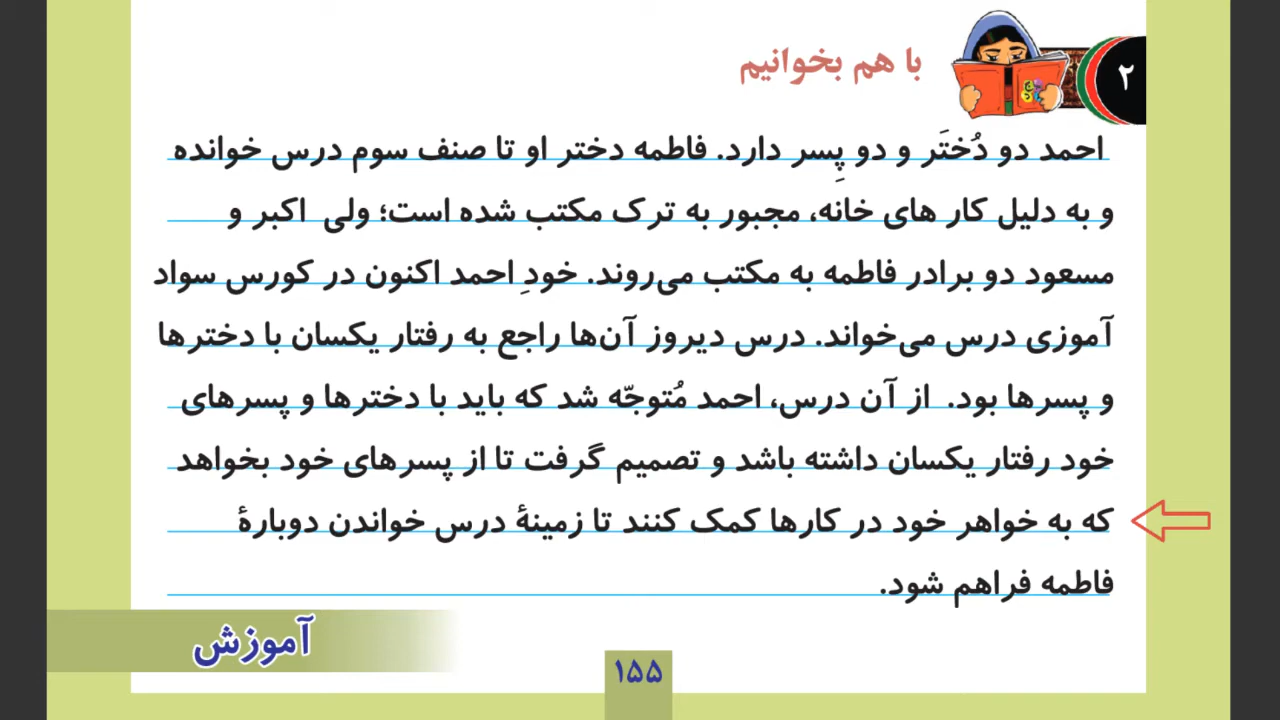 ۲
با هم بخوانیم
احمد دو دُختَر و دو پِسر دارد. فاطمه دختر او تا صنف سوم درس خوانده
و به دلیل کار های خانه، مجبور به ترک مکتب شده است؛ ولی اکبر و
مسعود دو برادر فاطمه به مکتب می‌روند. خودِ احمد اکنون در کورس سواد
آموزی درس می‌خواند. درس دیروز آن‌ها راجع به رفتار یکسان با دخترها
و پسرها بود. از آن درس، احمد مُتوجّه شد که باید با دخترها و پسرهای
خود رفتار یکسان داشته باشد و تصمیم گرفت تا از پسرهای خود بخواهد
که به خواهر خود در کارها کمک کنند تا زمینهٔ درس خواندن دوبارهٔ
فاطمه فراهم شود.
آموزش
۱۵۵